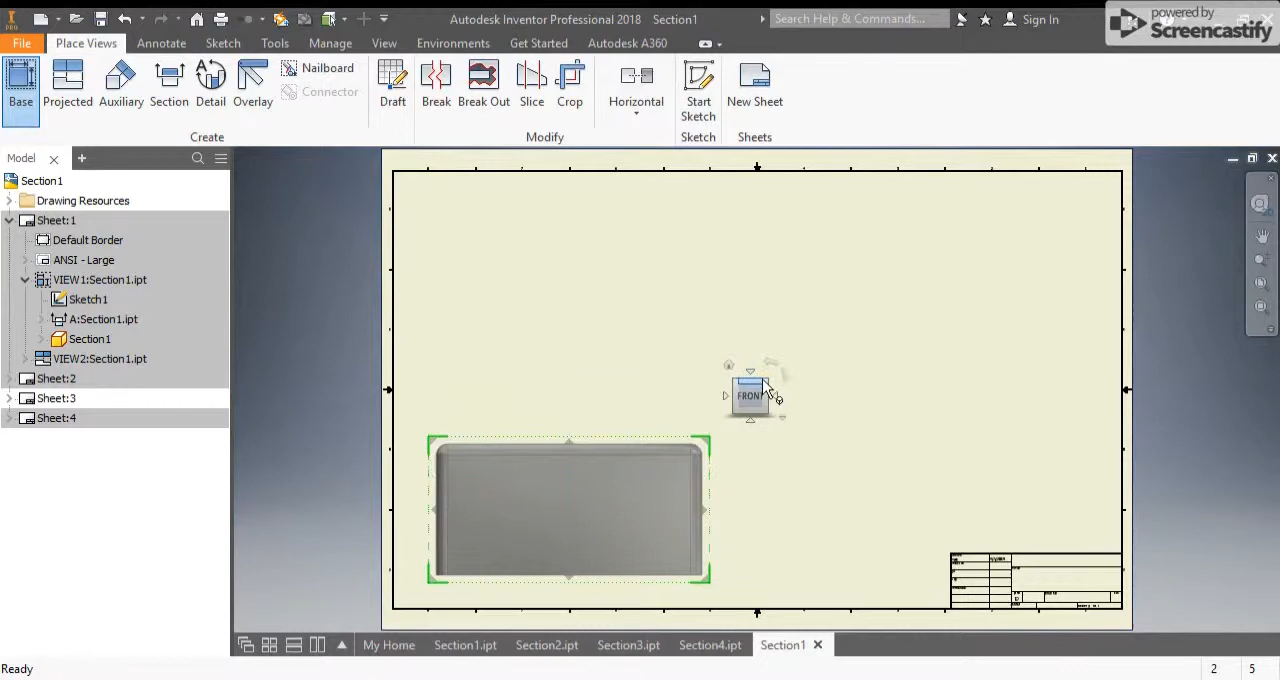 PRO
Autodesk Inventor Professional 2018 Section1
Search Help & Commands...
Sign In
powered by
Screencastify
File Place Views Annotate Sketch Tools Manage View Environments Get Started Autodesk A360
Base Projected Auxiliary Section Detail Overlay
Nailboard
Connector
Draft Break Break Out Slice Crop Horizontal
Start
Sketch
New Sheet
Create Modify Sketch Sheets
Model
Section1
Drawing Resources
Sheet:1
Default Border
ANSI - Large
VIEW1:Section1.ipt
Sketch1
A:Section1.ipt
Section1
VIEW2:Section1.ipt
Sheet:2
Sheet:3
Sheet:4
FRONT
My Home Section1.ipt Section2.ipt Section3.ipt Section4.ipt Section1
Ready 2 5